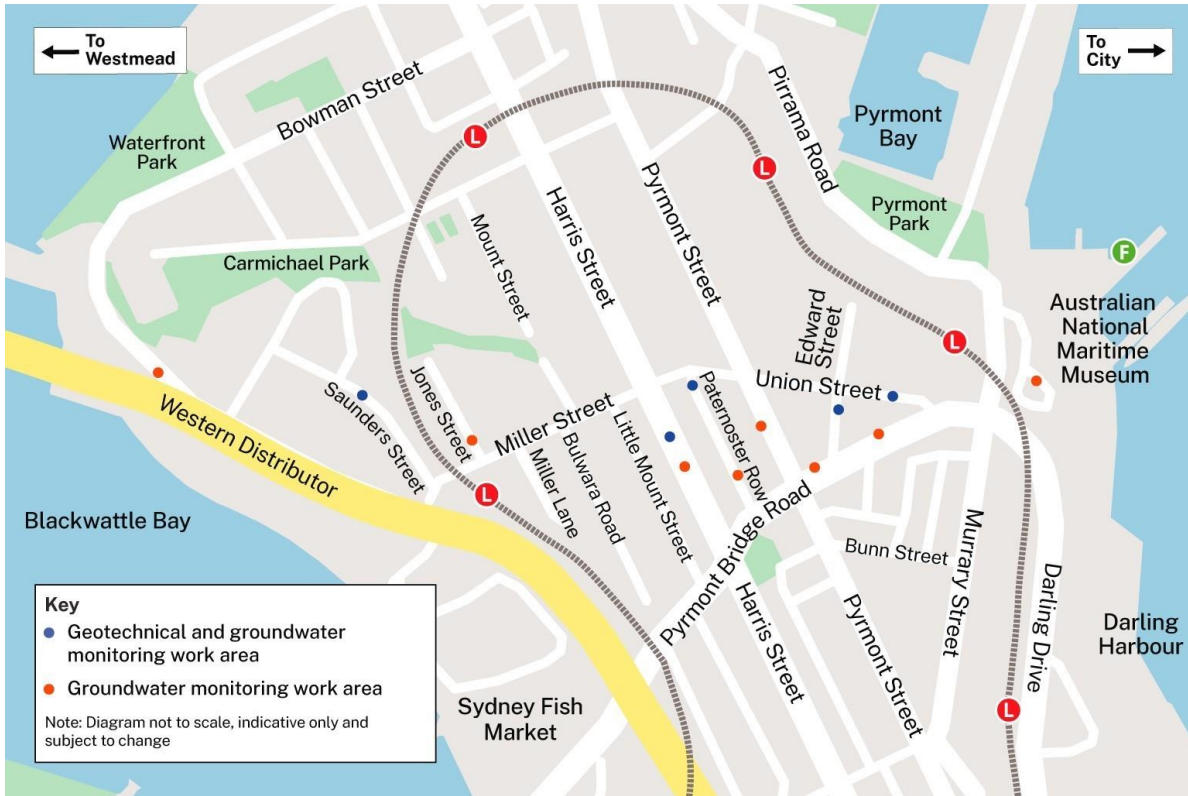 To
Westmead
To
City
Bowman Street
Pirrama Road
Pyrmont
Bay
Waterfront
Park
L
L
Harris Street
Pyrmont Street
Pyrmont
Park
Mount Street
F
Carmichael Park
Australian
National
Maritime
Museum
Edward
Street
L
Union Street
Jones Street
Saunders Street
Miller Street
Paternoster Row
Western Distributor
Little Mount Street
Bulwara Road
Miller Lane
L
Blackwattle Bay
Pyrmont Bridge Road
Bunn Street
Murrary Street
Darling Drive
Harris Street
Pyrmont Street
Darling
Harbour
L
Sydney Fish
Market
Key
Geotechnical and groundwater
monitoring work area
Groundwater monitoring work area
Note: Diagram not to scale, indicative only and
subject to change